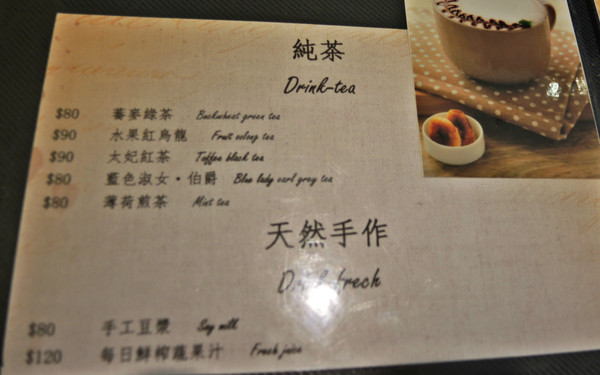 純茶
Drink-tea
$80 蕎麥綠茶 Buckwheat green tea
$90 水果紅烏龍 Fruit oolong tea
$90 太妃紅茶 Toffee black tea
$80 藍色淑女・伯爵 Blue lady earl grey tea
$80 薄荷煎茶 Mint tea
天然手作
$80 手工豆漿 Soy milk
$120 每日鮮榨蔬果汁 Fresh juice